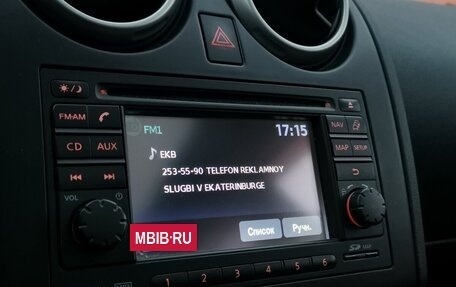 FM-AM
CD AUX
VOL
FM1 17:15
EKB
253-55-90 TELEFON REKLAMNOY
SLUGBI V EKATERINBURGE
Список Ручн.
NAV
MAP SETUP
SD MAP
1 2 3 4 5 6
MBIB·RU